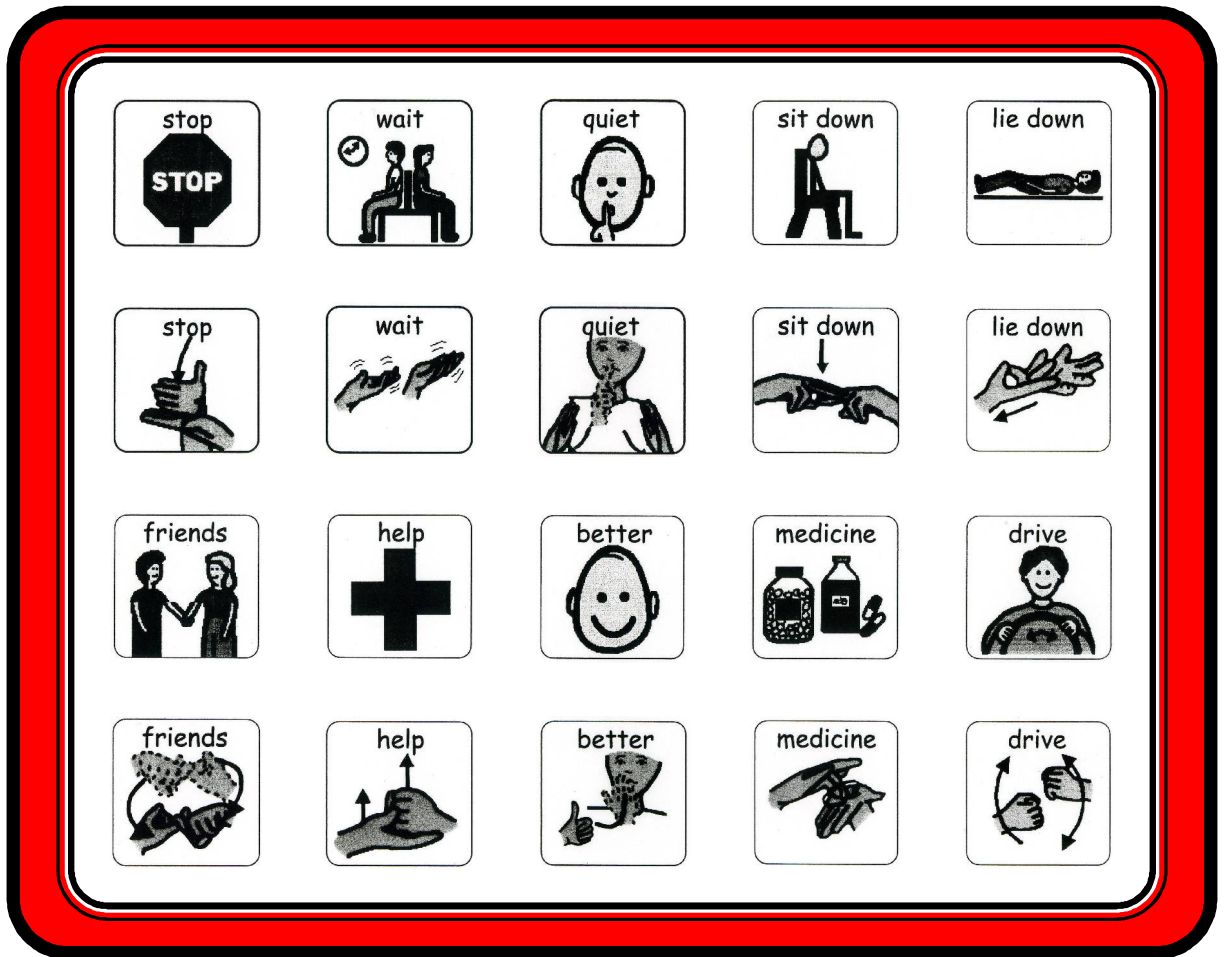 stop wait quiet sit down lie down
STOP
stop wait quiet sit down lie down
friends help better medicine drive
friends help better medicine drive